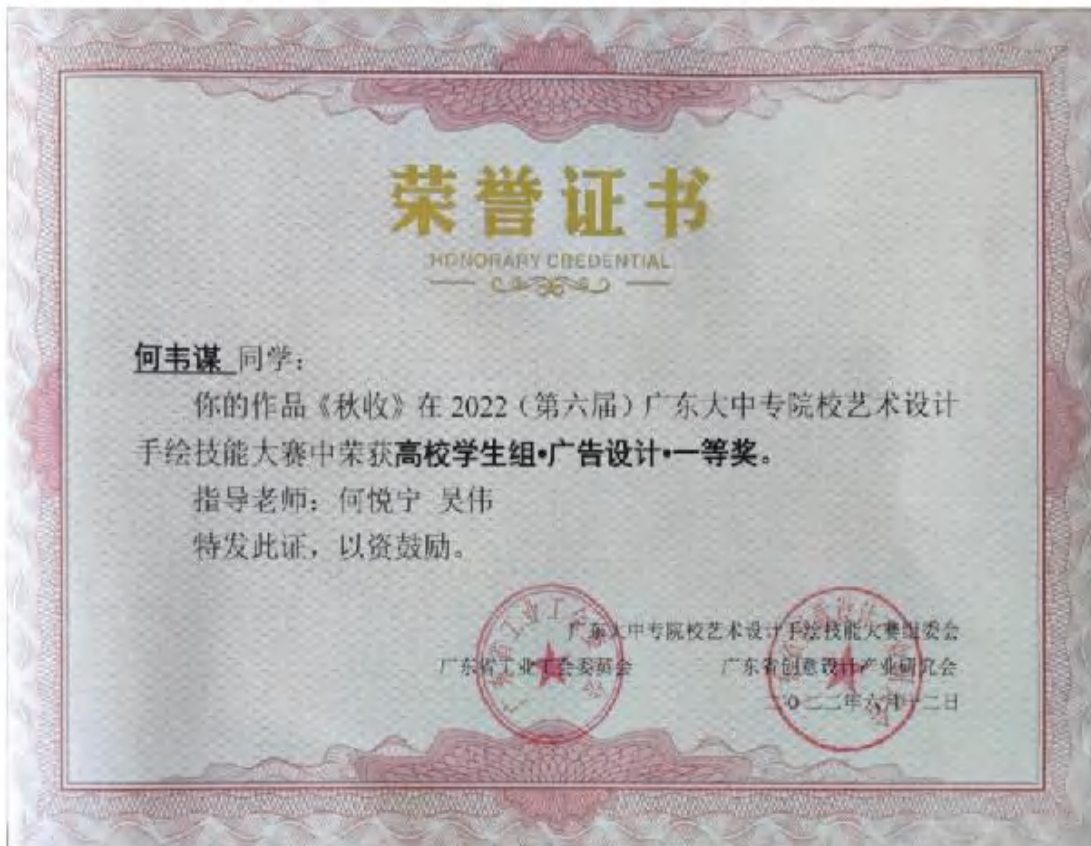 荣誉证书
HONORARY CREDENTIAL
何韦谋 同学：
你的作品《秋收》在 2022（第六届）广东大中专院校艺术设计
手绘技能大赛中荣获高校学生组•广告设计•一等奖。
指导老师：何悦宁 吴伟
特发此证，以资鼓励。
广东大中专院校艺术设计手绘技能大赛组委会
广东省工业工会委员会 广东省创意设计产业研究会
二〇二二年六月十二日